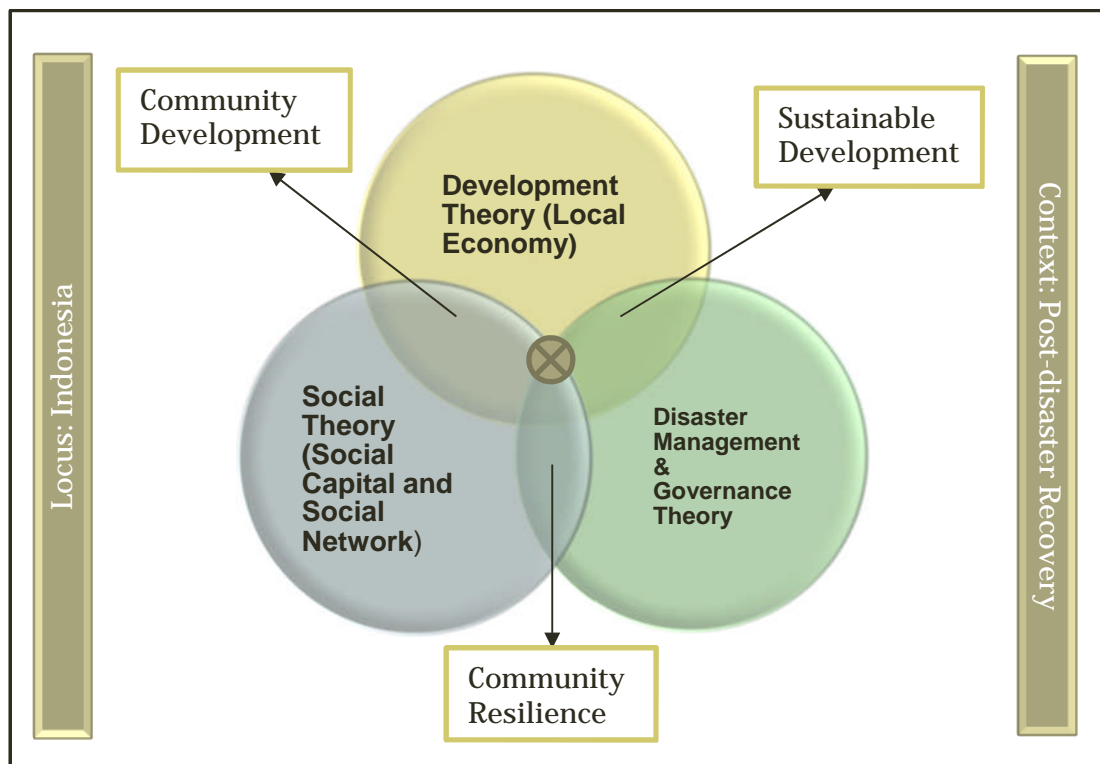 Locus: Indonesia
Community
Development
Sustainable
Development
Development
Theory (Local
Economy)
Social
Theory
(Social
Capital and
Social
Network)
Disaster
Management
&
Governance
Theory
Community
Resilience
Context: Post-disaster Recovery